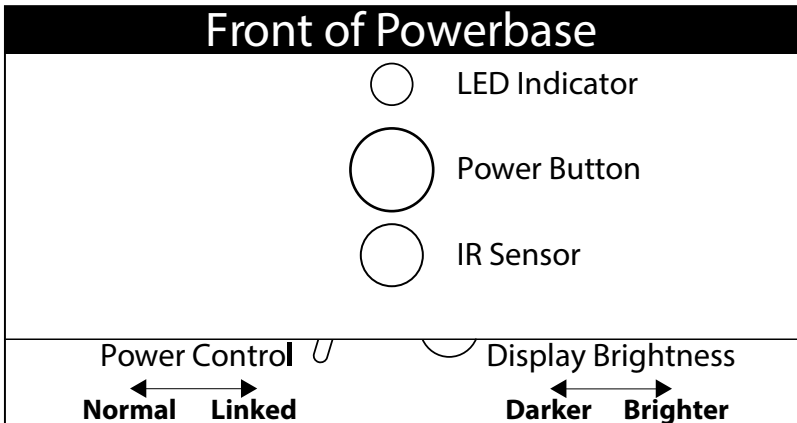 Front of Powerbase
LED Indicator
Power Button
IR Sensor
Power Control
Display Brightness
Normal Linked
Darker Brighter